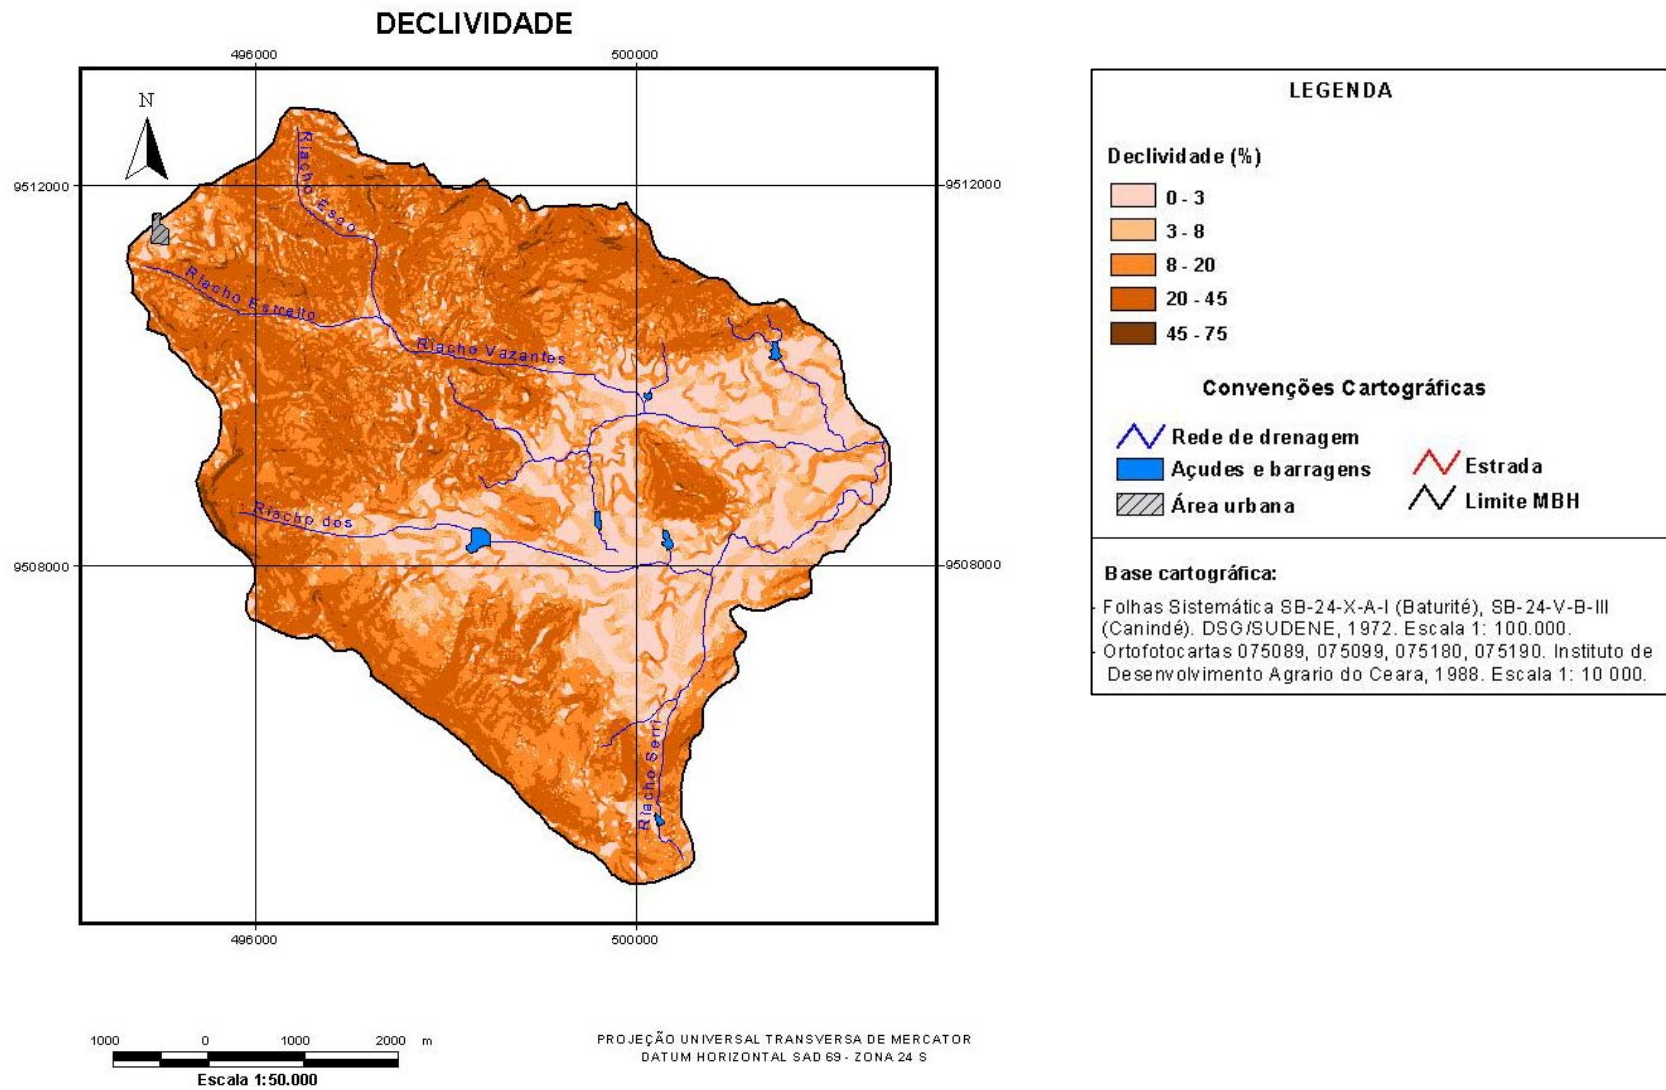 DECLIVIDADE
496000 500000
N
9512000 9512000
Riacho Esco
Riacho Estreito
Riacho Vazantes
Riacho dos
9508000 9508000
Riacho Serri
496000 500000
1000 0 1000 2000 m
Escala 1:50.000
PROJEÇÃO UNIVERSAL TRANSVERSA DE MERCATOR
DATUM HORIZONTAL SAD 69 - ZONA 24 S
LEGENDA
Declividade (%)
0 - 3
3 - 8
8 - 20
20 - 45
45 - 75
Convenções Cartográficas
Rede de drenagem
Açudes e barragens
Área urbana
Estrada
Limite MBH
Base cartográfica:
- Folhas Sistemática SB-24-X-A-I (Baturité), SB-24-V-B-III
(Canindé). DSG/SUDENE, 1972. Escala 1: 100.000.
- Ortofotocartas 075089, 075099, 075180, 075190. Instituto de
Desenvolvimento Agrario do Ceara, 1988. Escala 1: 10 000.